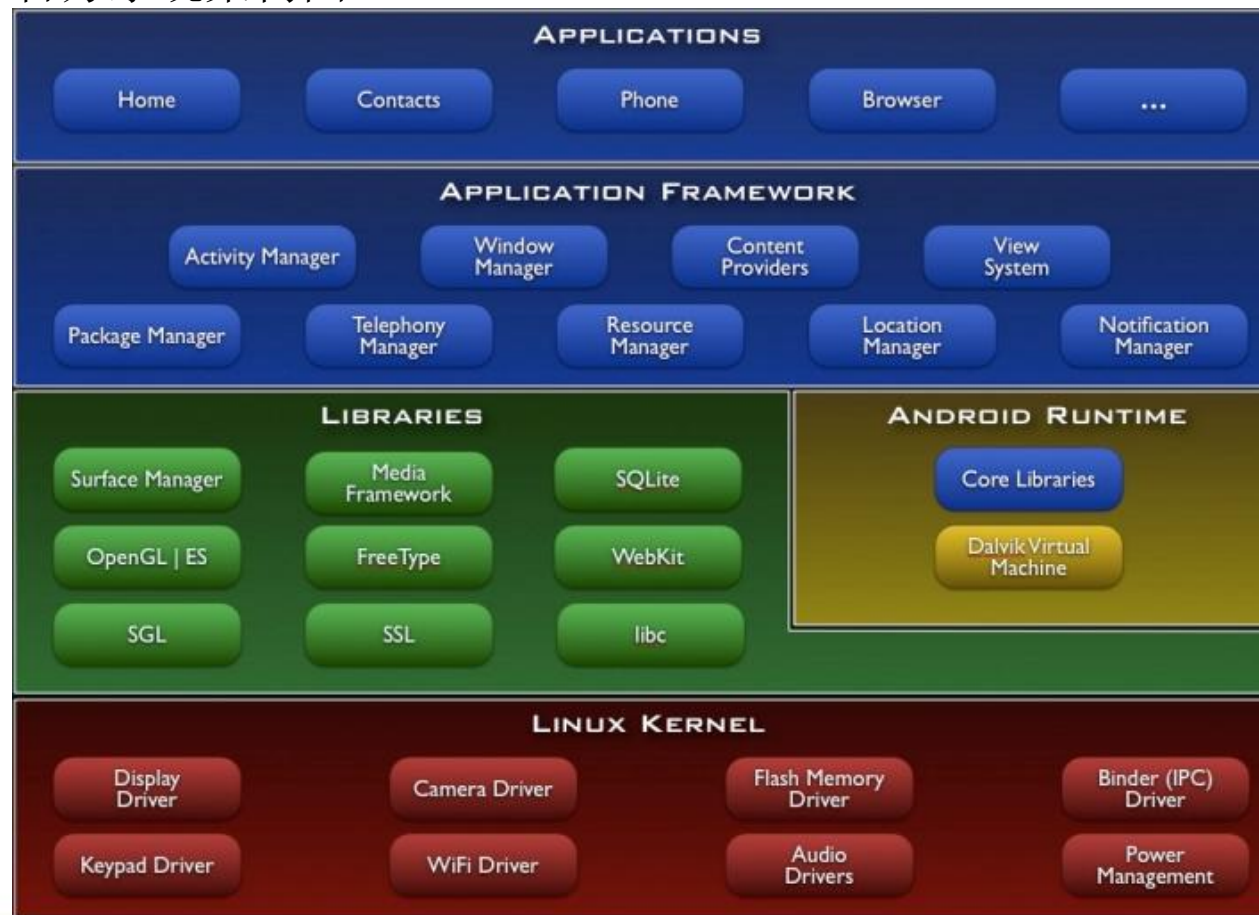 APPLICATIONS
Home
Contacts
Phone
Browser
...
APPLICATION FRAMEWORK
Activity Manager
Window
Manager
Content
Providers
View
System
Package Manager
Telephony
Manager
Resource
Manager
Location
Manager
Notification
Manager
LIBRARIES
Surface Manager
Media
Framework
SQLite
OpenGL | ES
FreeType
WebKit
SGL
SSL
libc
ANDROID RUNTIME
Core Libraries
Dalvik Virtual
Machine
LINUX KERNEL
Display
Driver
Camera Driver
Flash Memory
Driver
Binder (IPC)
Driver
Keypad Driver
WiFi Driver
Audio
Drivers
Power
Management